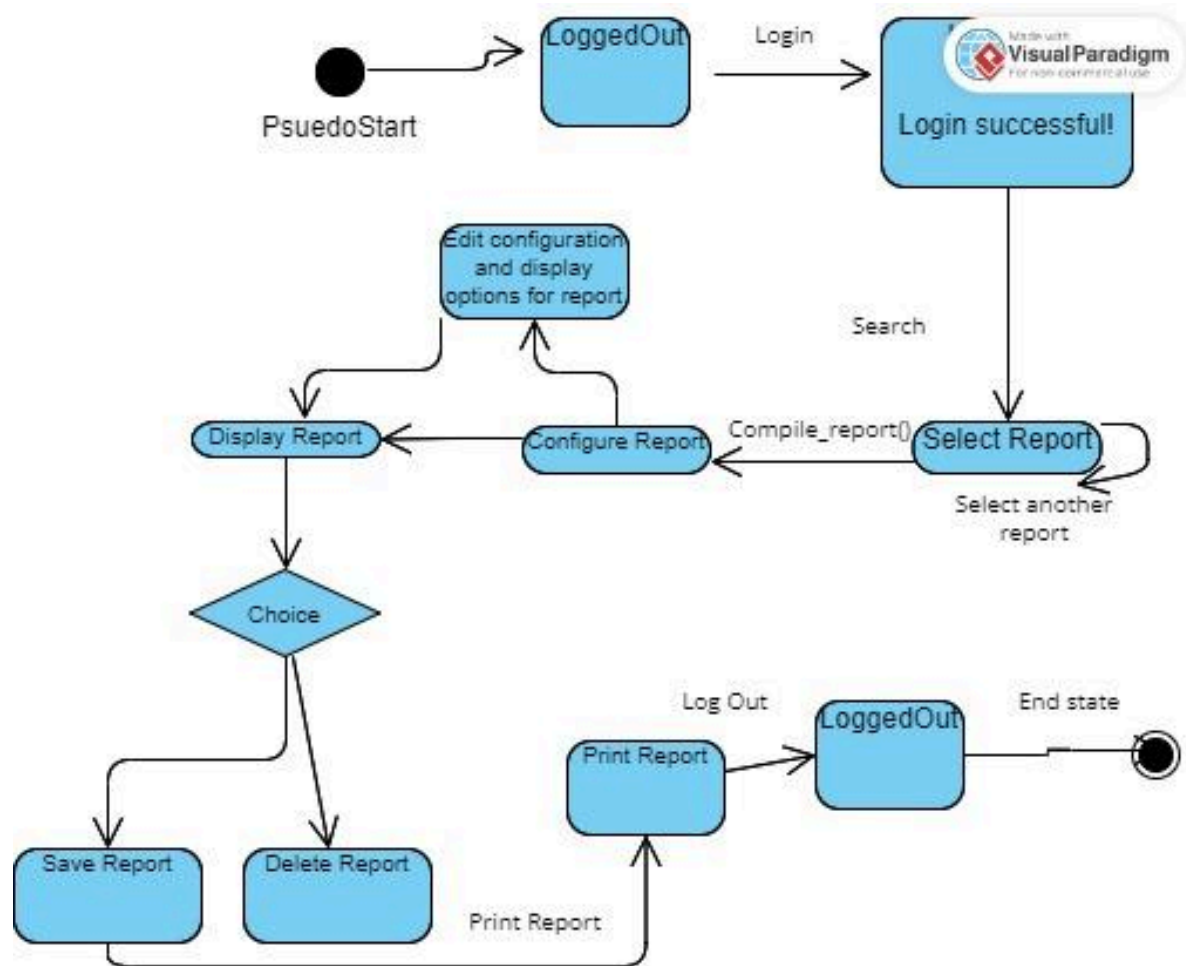 LoggedOut
Login
Made with
VisualParadigm
For non-commercial use
PsuedoStart
Login successful!
Edit configuration
and display
options for report
Search
Display Report
Configure Report
Compile_report()
Select Report
Select another
report
Choice
Log Out
LoggedOut
End state
Print Report
Save Report
Delete Report
Print Report